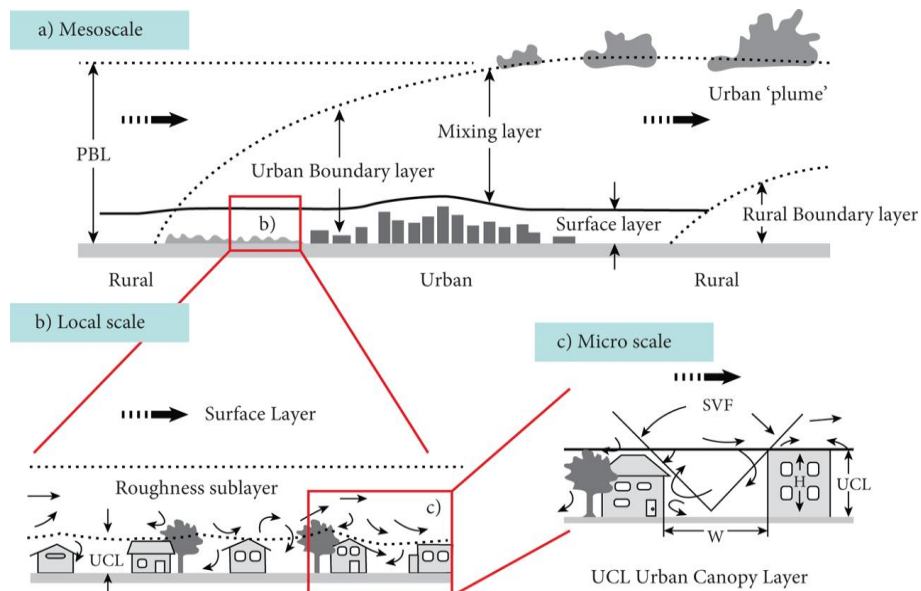 a) Mesoscale
Urban ‘plume’
Mixing layer
PBL
Urban Boundary layer
Rural Boundary layer
b)
Surface layer
Rural
Urban
Rural
b) Local scale
c) Micro scale
SVF
Surface Layer
Roughness sublayer
c)
H
UCL
UCL
W
UCL Urban Canopy Layer